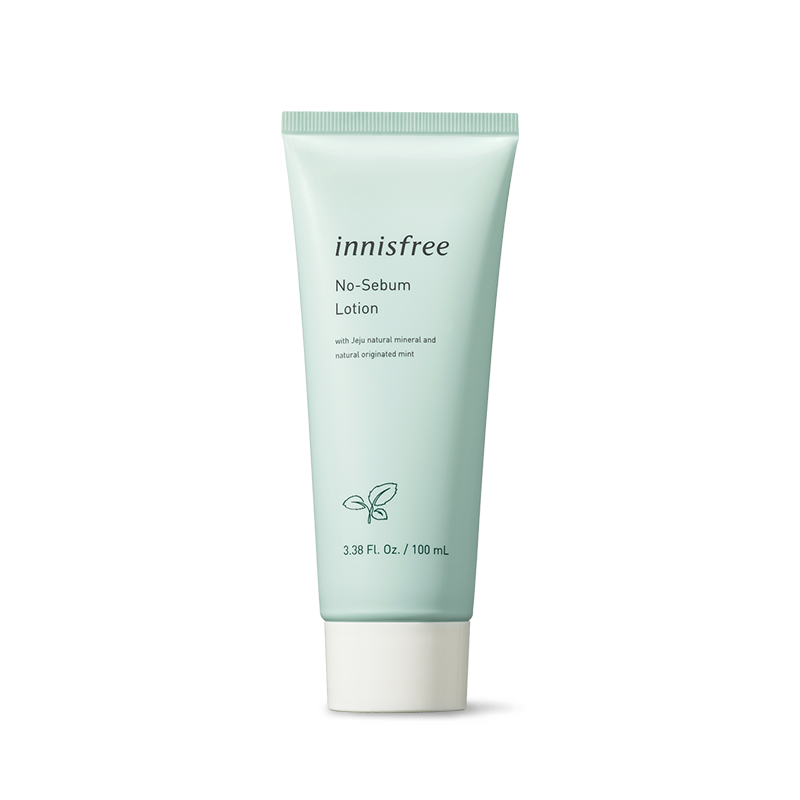 innisfree
No-Sebum
Lotion
with Jeju natural mineral and
natural originated mint
3.38 Fl. Oz. / 100 mL